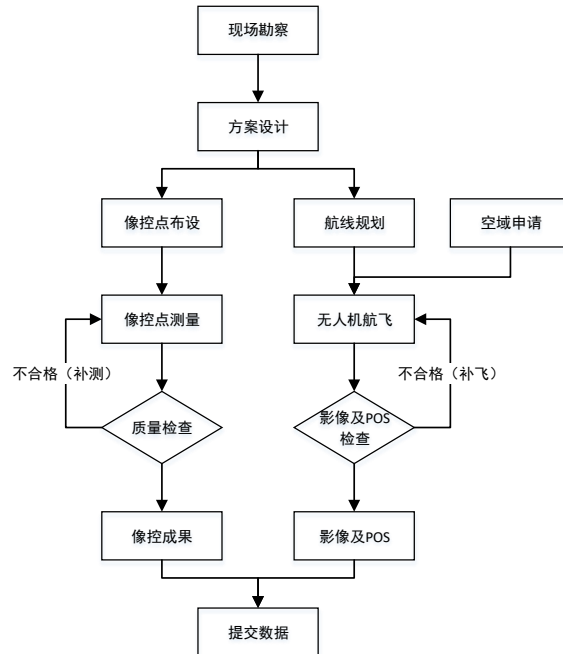 现场勘察
方案设计
像控点布设
航线规划
空域申请
像控点测量
无人机航飞
不合格（补测）
不合格（补飞）
质量检查
影像及POS
检查
像控成果
影像及POS
提交数据